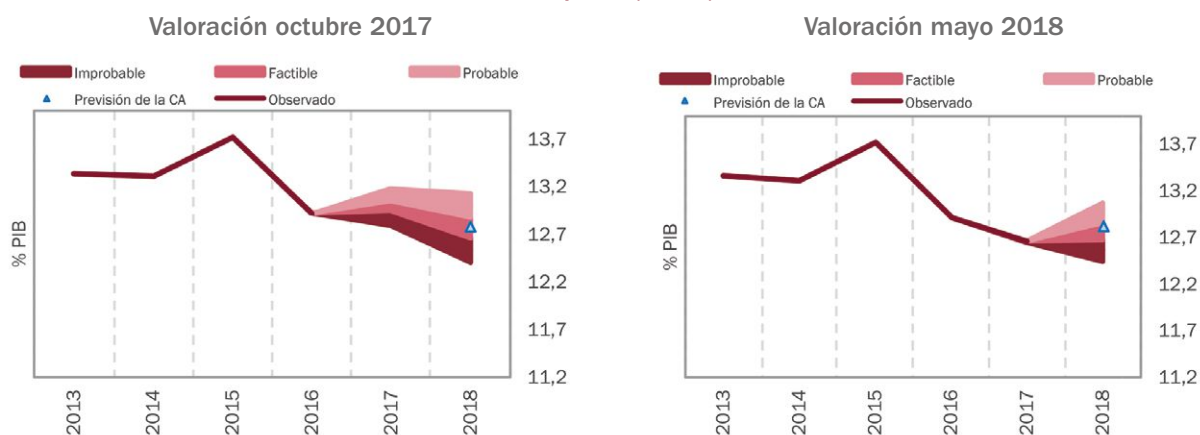 Valoración octubre 2017
Improbable Factible Probable
Previsión de la CA Observado
% PIB
13,7
13,2
12,7
12,2
11,7
11,2
2013 2014 2015 2016 2017 2018
Valoración mayo 2018
Improbable Factible Probable
Previsión de la CA Observado
% PIB
13,7
13,2
12,7
12,2
11,7
11,2
2013 2014 2015 2016 2017 2018